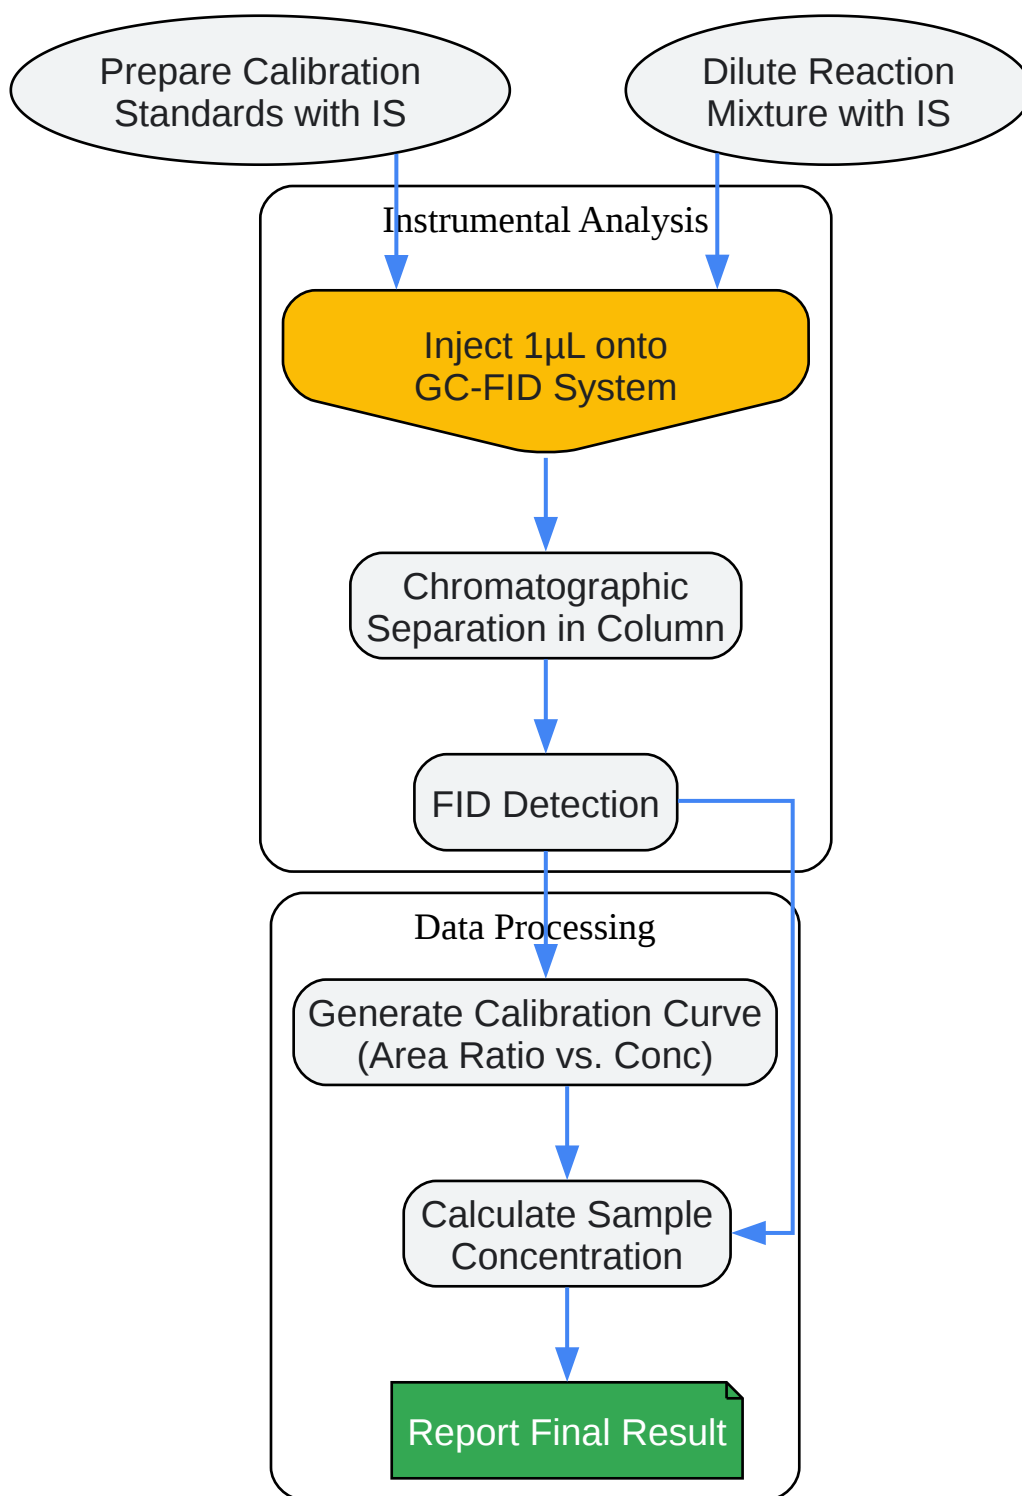 Prepare Calibration
Standards with IS
Dilute Reaction
Mixture with IS
Instrumental Analysis
Inject 1µL onto
GC-FID System
Chromatographic
Separation in Column
FID Detection
Data Processing
Generate Calibration Curve
(Area Ratio vs. Conc)
Calculate Sample
Concentration
Report Final Result